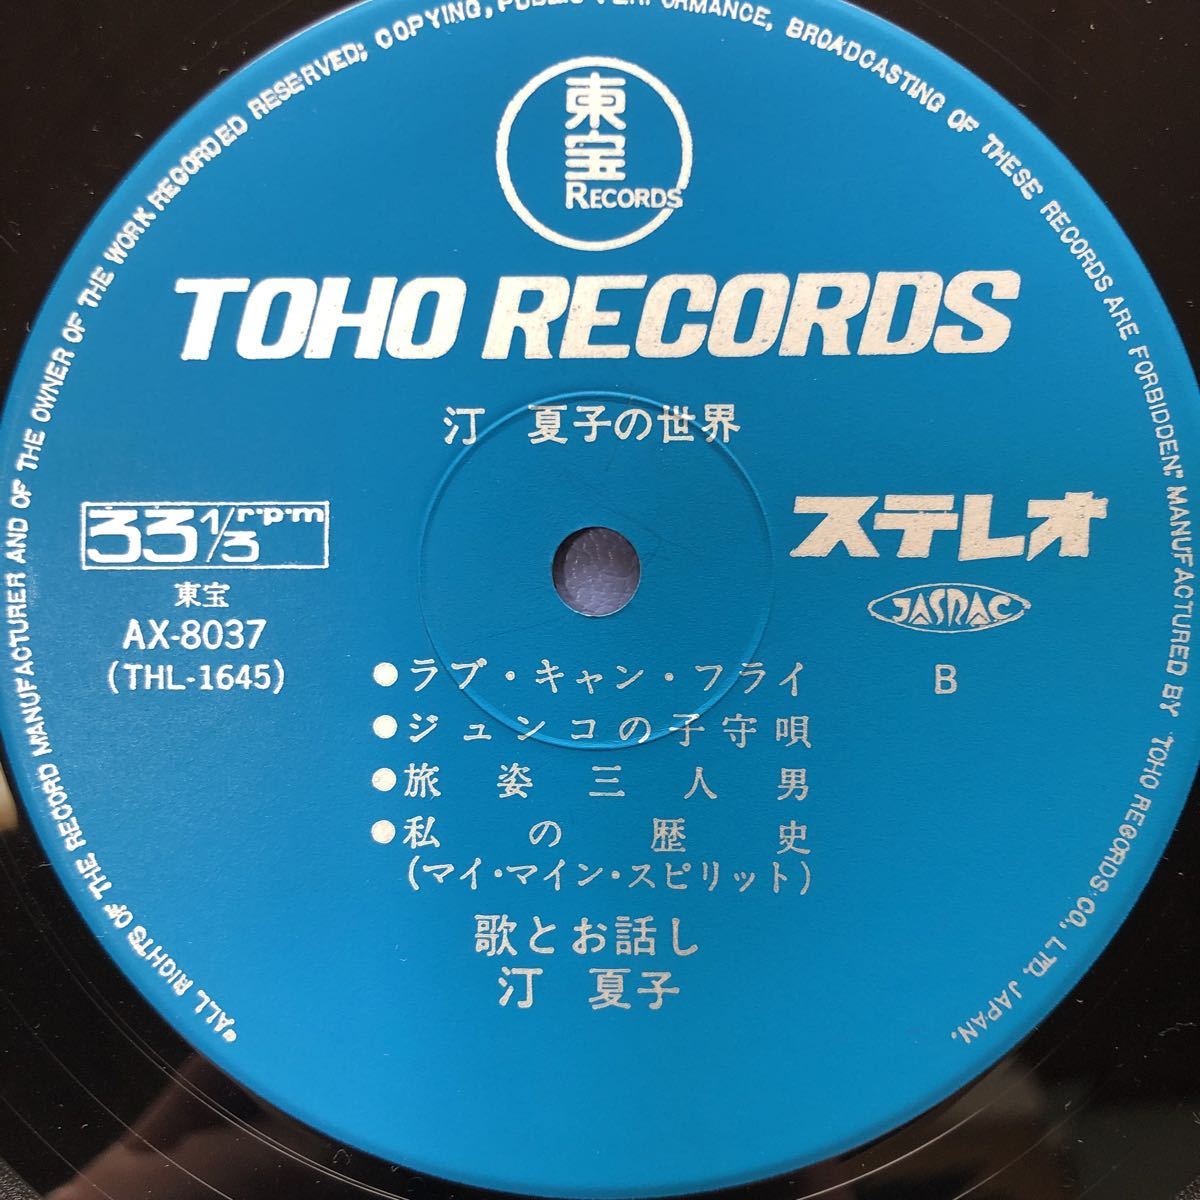 "ALL RIGHTS OF THE RECORD MANUFACTURER AND OF THE OWNER OF THE WORK RECORDED RESERVED; COPYING, PUBLIC PERFORMANCE, BROADCASTING OF THESE RECORDS ARE FORBIDDEN." MANUFACTURED BY TOHO RECORDS CO., LTD. JAPAN.
東宝
RECORDS
TOHO RECORDS
汀 夏子の世界
33 1/3 r·p·m
ステレオ
東宝
JASRAC
AX-8037
(THL-1645)
B
●ラブ・キャン・フライ
●ジュンコの子守唄
●旅姿三人男
●私の歴史
(マイ・マイン・スピリット)
歌とお話し
汀 夏子